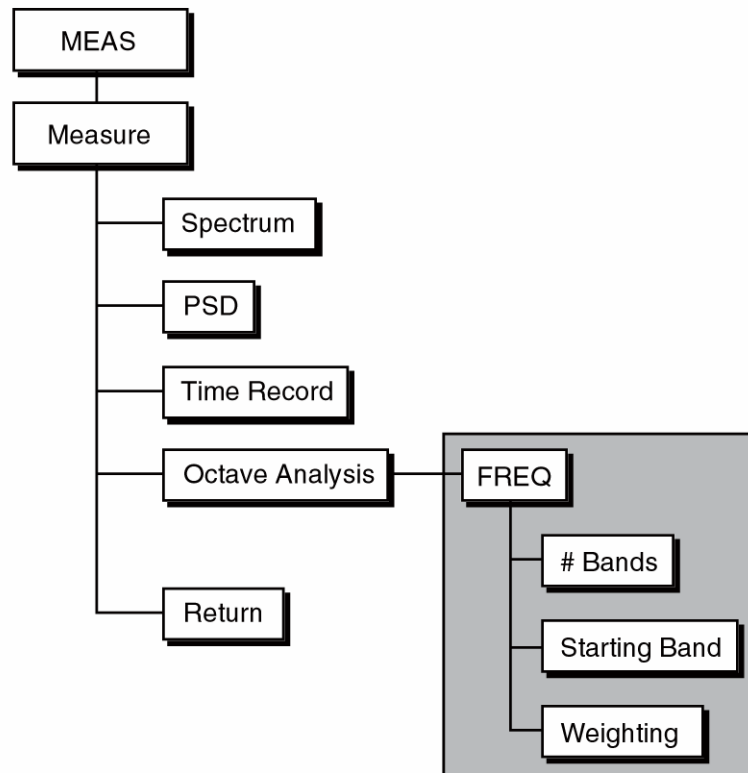 MEAS
Measure
Spectrum
PSD
Time Record
Octave Analysis
FREQ
# Bands
Starting Band
Weighting
Return